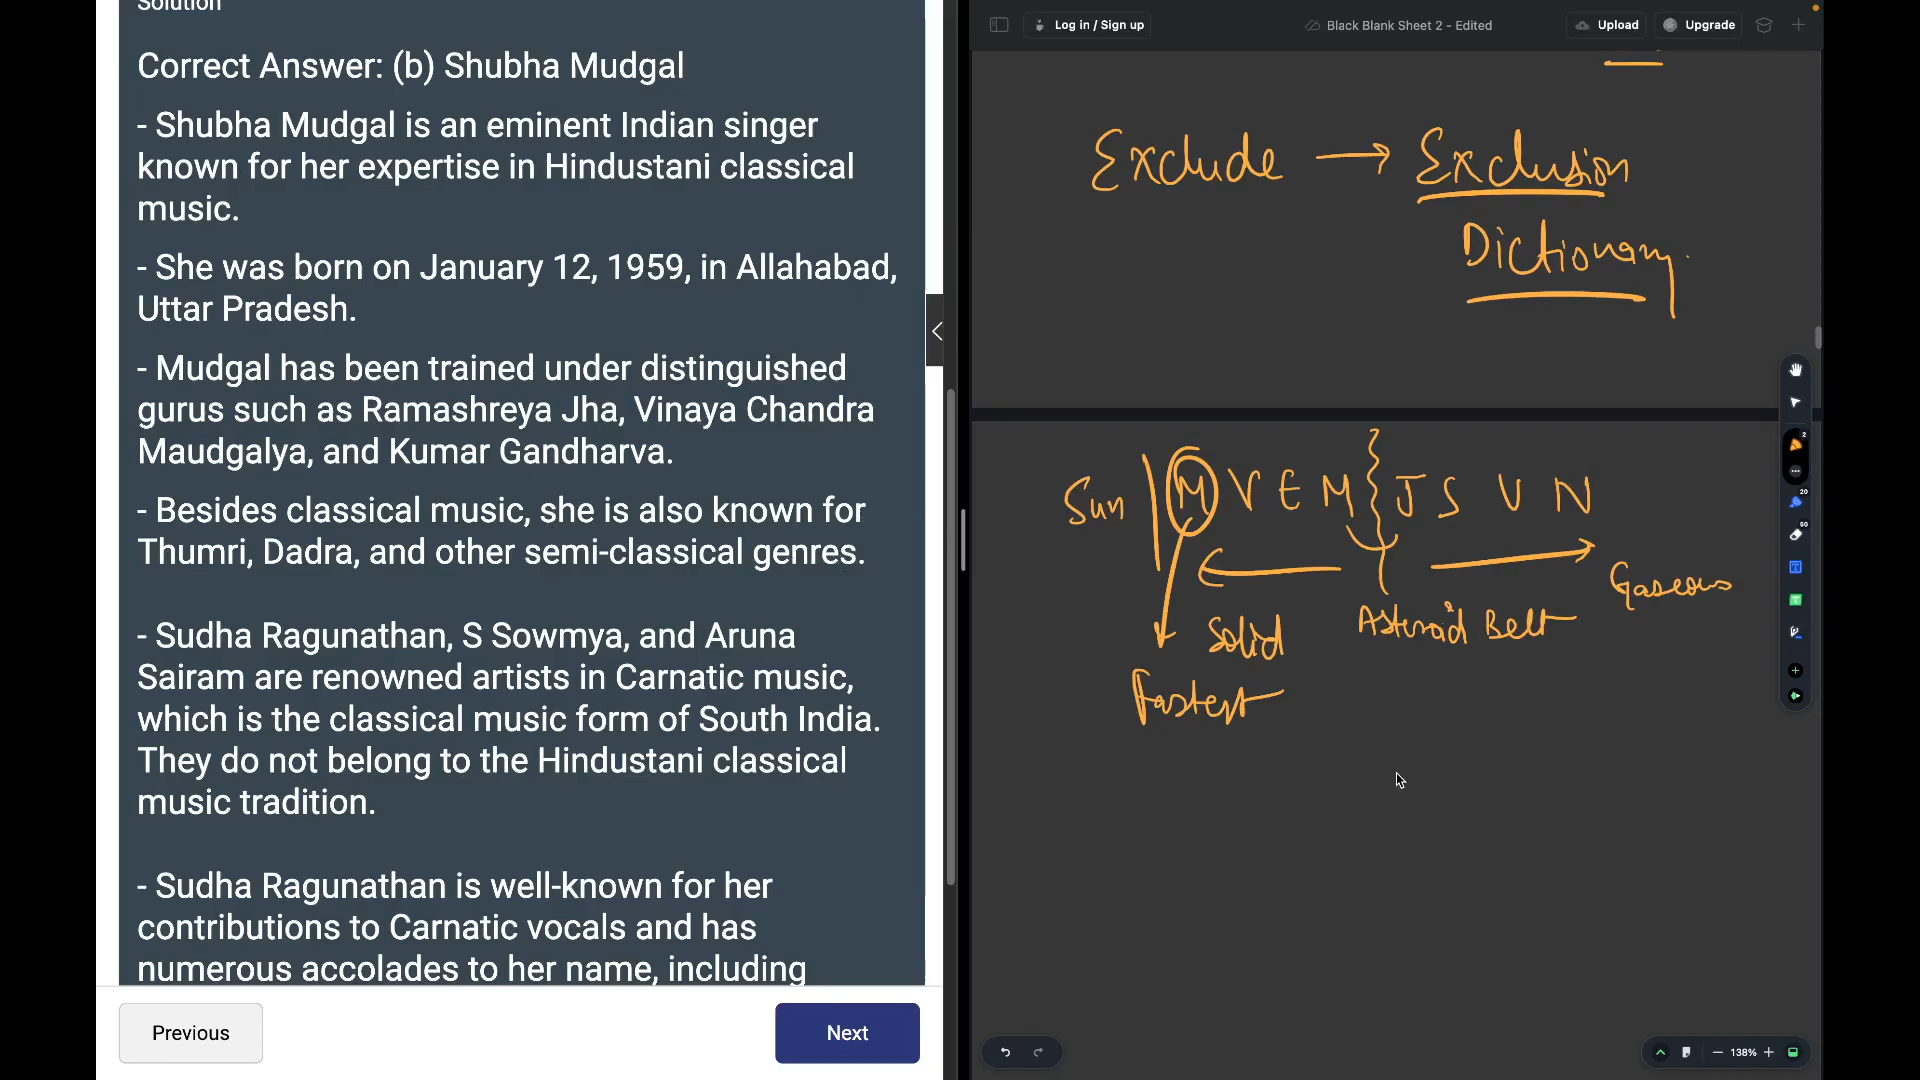 Solution
Correct Answer: (b) Shubha Mudgal
- Shubha Mudgal is an eminent Indian singer
known for her expertise in Hindustani classical
music.
- She was born on January 12, 1959, in Allahabad,
Uttar Pradesh.
- Mudgal has been trained under distinguished
gurus such as Ramashreya Jha, Vinaya Chandra
Maudgalya, and Kumar Gandharva.
- Besides classical music, she is also known for
Thumri, Dadra, and other semi-classical genres.
- Sudha Ragunathan, S Sowmya, and Aruna
Sairam are renowned artists in Carnatic music,
which is the classical music form of South India.
They do not belong to the Hindustani classical
music tradition.
- Sudha Ragunathan is well-known for her
contributions to Carnatic vocals and has
numerous accolades to her name, including
Previous
Next
Log in / Sign up
Black Blank Sheet 2 - Edited
Upload
Upgrade
Exclude → Exclusion
Dictionary.
Sun M V E M J S U N
Gaseous
Solid Asteroid Belt
Fastest
2
20
50
138%